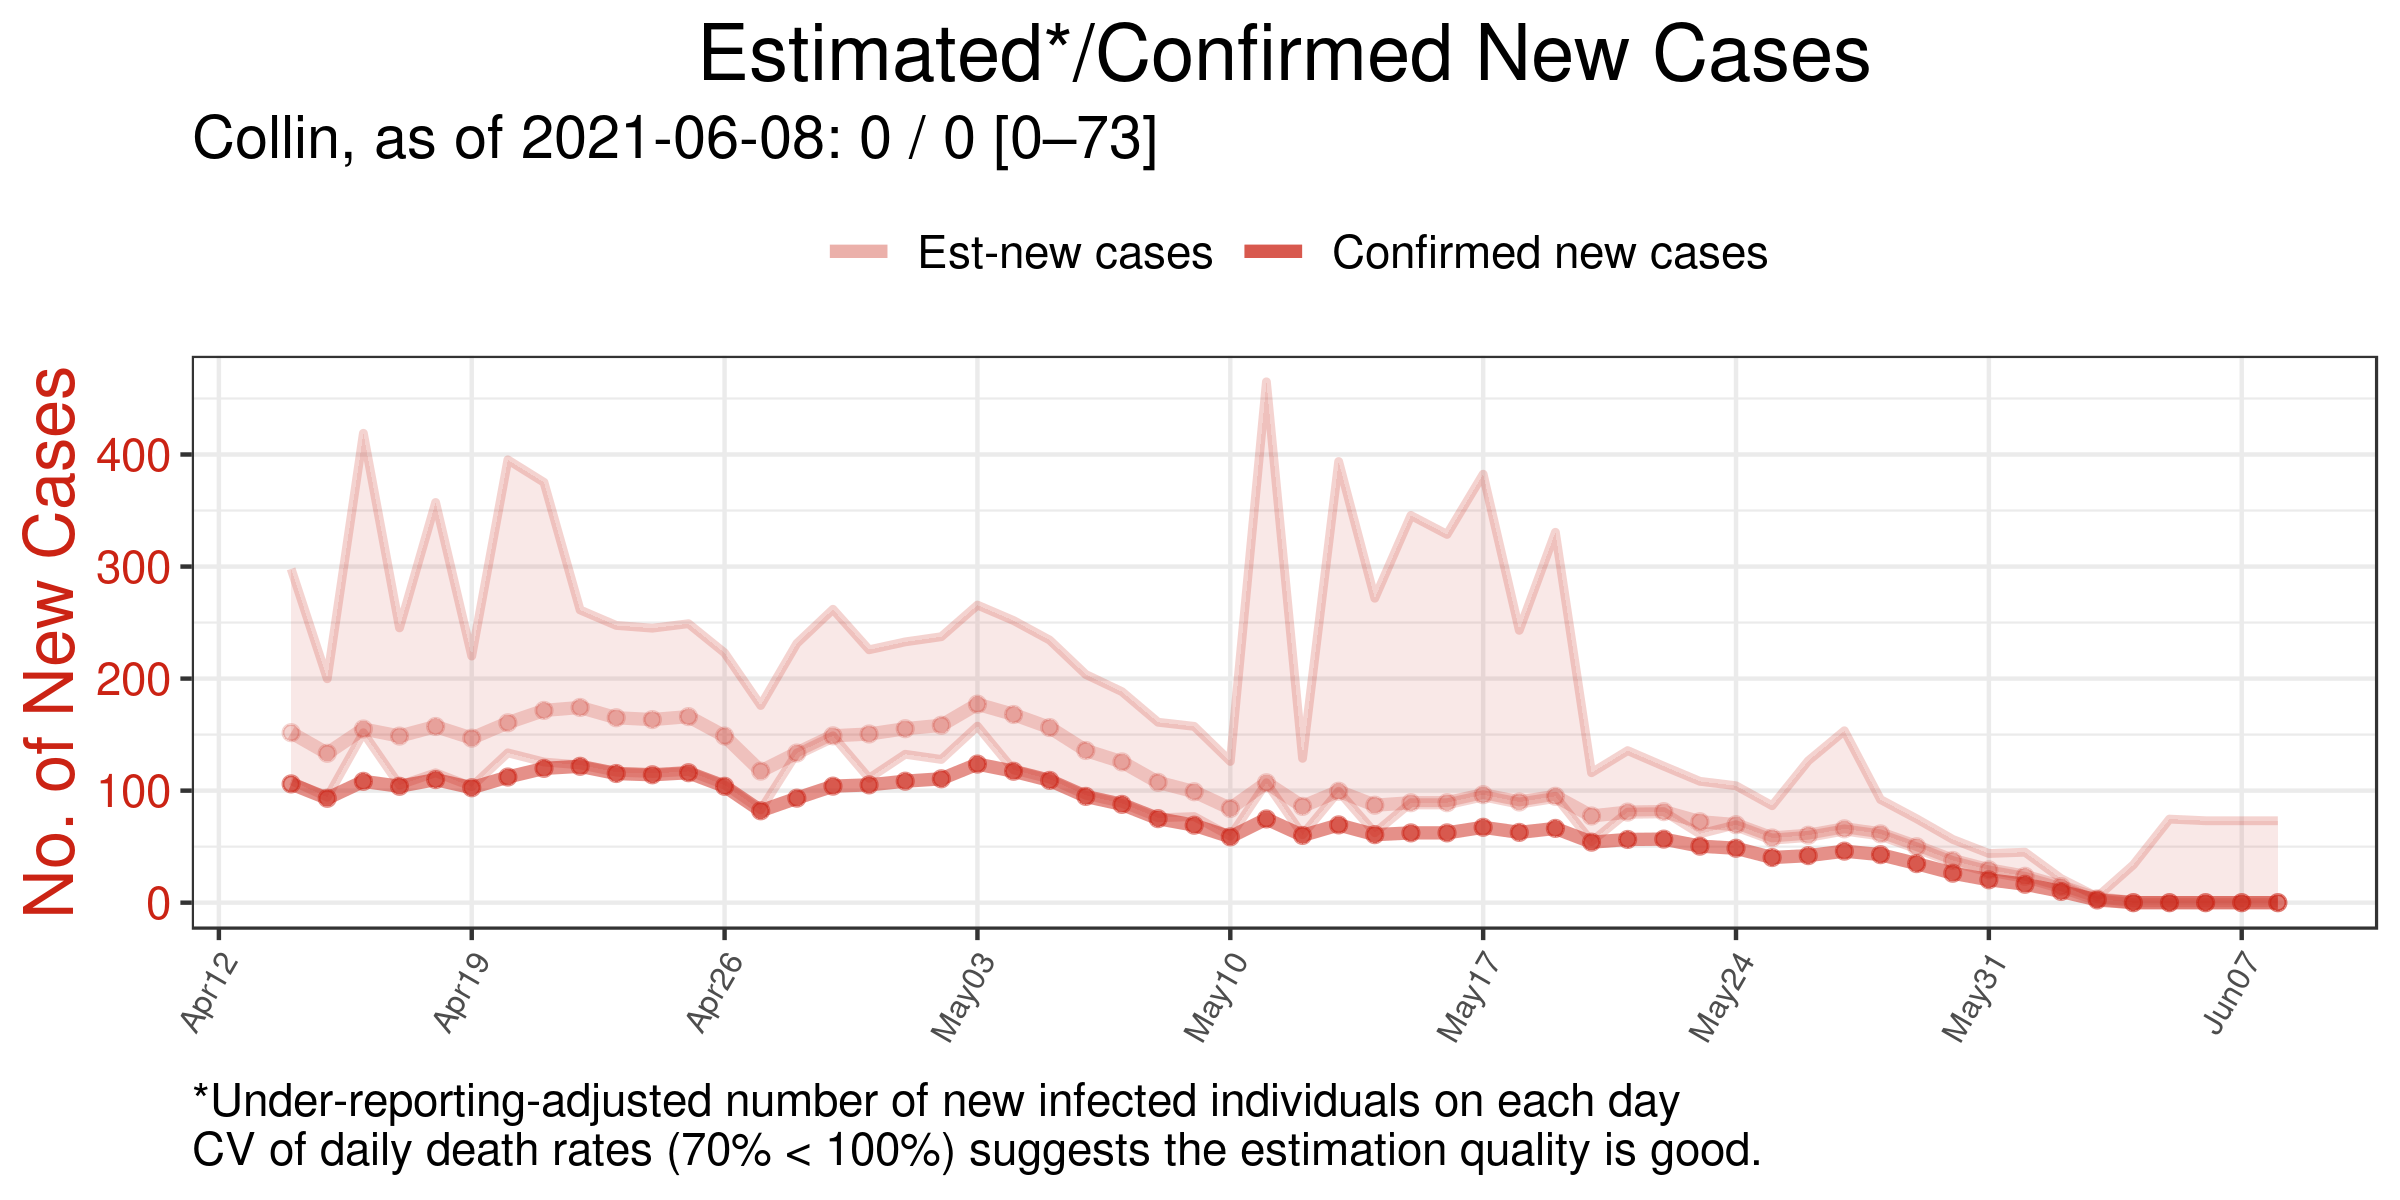 Estimated*/Confirmed New Cases
Collin, as of 2021-06-08: 0 / 0 [0–73]
Est-new cases
Confirmed new cases
No. of New Cases
400
300
200
100
0
Apr12
Apr19
Apr26
May03
May10
May17
May24
May31
Jun07
*Under-reporting-adjusted number of new infected individuals on each day
CV of daily death rates (70% < 100%) suggests the estimation quality is good.